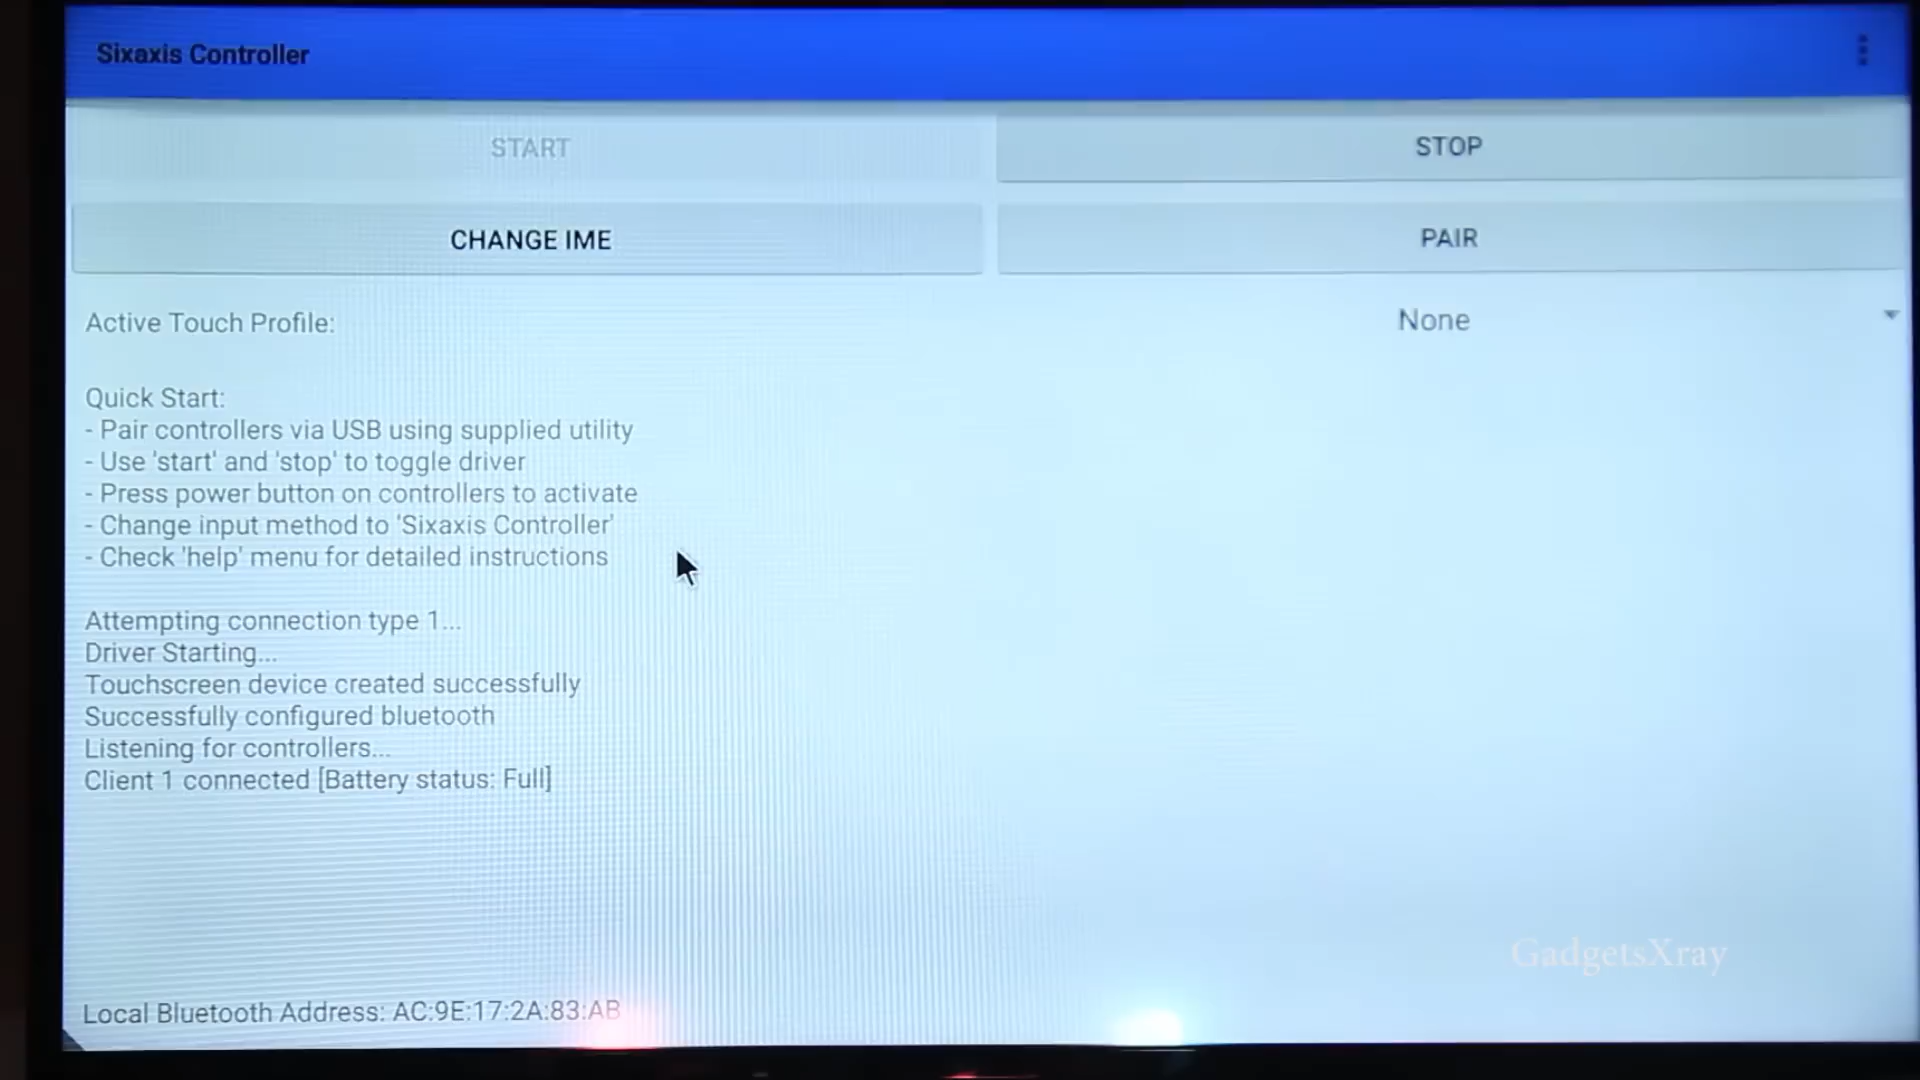 Sixaxis Controller
START
STOP
CHANGE IME
PAIR
Active Touch Profile:
None
Quick Start:
- Pair controllers via USB using supplied utility
- Use 'start' and 'stop' to toggle driver
- Press power button on controllers to activate
- Change input method to 'Sixaxis Controller'
- Check 'help' menu for detailed instructions
Attempting connection type 1...
Driver Starting...
Touchscreen device created successfully
Successfully configured bluetooth
Listening for controllers...
Client 1 connected [Battery status: Full]
GadgetsXray
Local Bluetooth Address: AC:9E:17:2A:83:AB